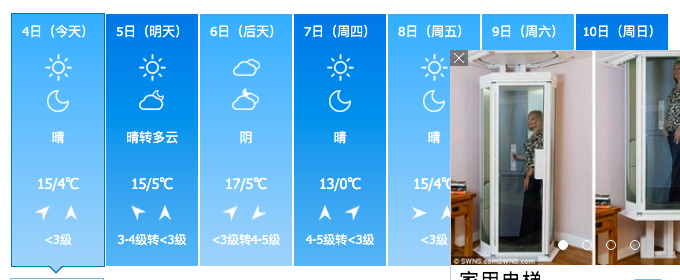 4日（今天）
5日（明天）
6日（后天）
7日（周四）
8日（周五）
9日（周六）
10日（周日）
晴
晴转多云
阴
晴
晴
15/4℃
15/5℃
17/5℃
13/0℃
15/4℃
<3级
3-4级转<3级
<3级转4-5级
4-5级转<3级
<3级
© SWNS.com
SWNS.com
家用电梯